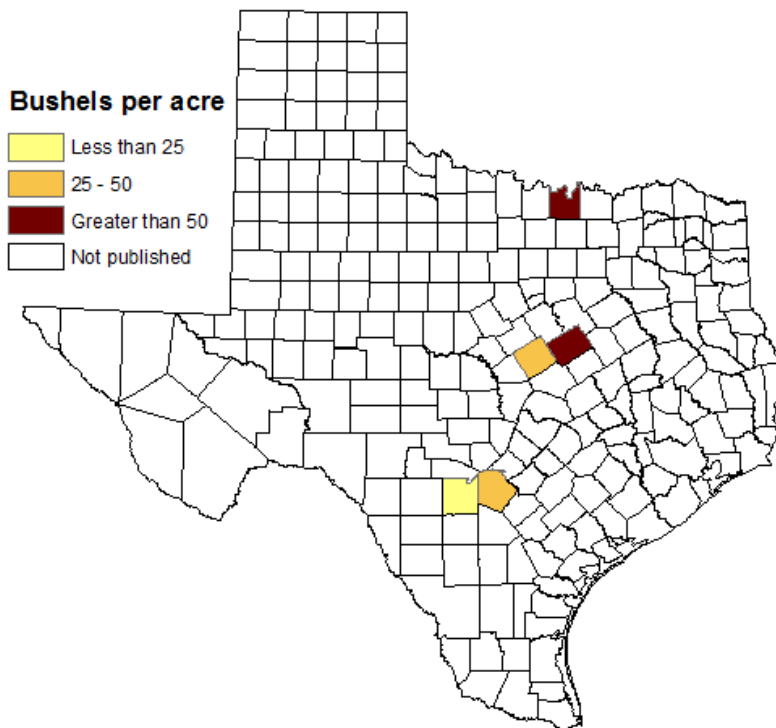 Bushels per acre
Less than 25
25 - 50
Greater than 50
Not published